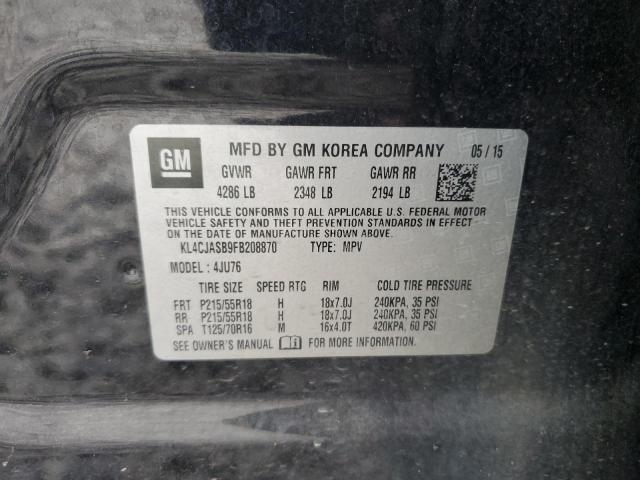 GM MFD BY GM KOREA COMPANY 05 / 15
GVWR GAWR FRT GAWR RR
4286 LB 2348 LB 2194 LB
THIS VEHICLE CONFORMS TO ALL APPLICABLE U.S. FEDERAL MOTOR
VEHICLE SAFETY AND THEFT PREVENTION STANDARDS IN EFFECT ON
THE DATE OF MANUFACTURE SHOWN ABOVE.
KL4CJASB9FB208870 TYPE: MPV
MODEL : 4JU76
TIRE SIZE SPEED RTG RIM COLD TIRE PRESSURE
FRT P215/55R18 H 18x7.0J 240KPA, 35 PSI
RR P215/55R18 H 18x7.0J 240KPA, 35 PSI
SPA T125/70R16 M 16x4.0T 420KPA, 60 PSI
SEE OWNER'S MANUAL FOR MORE INFORMATION.